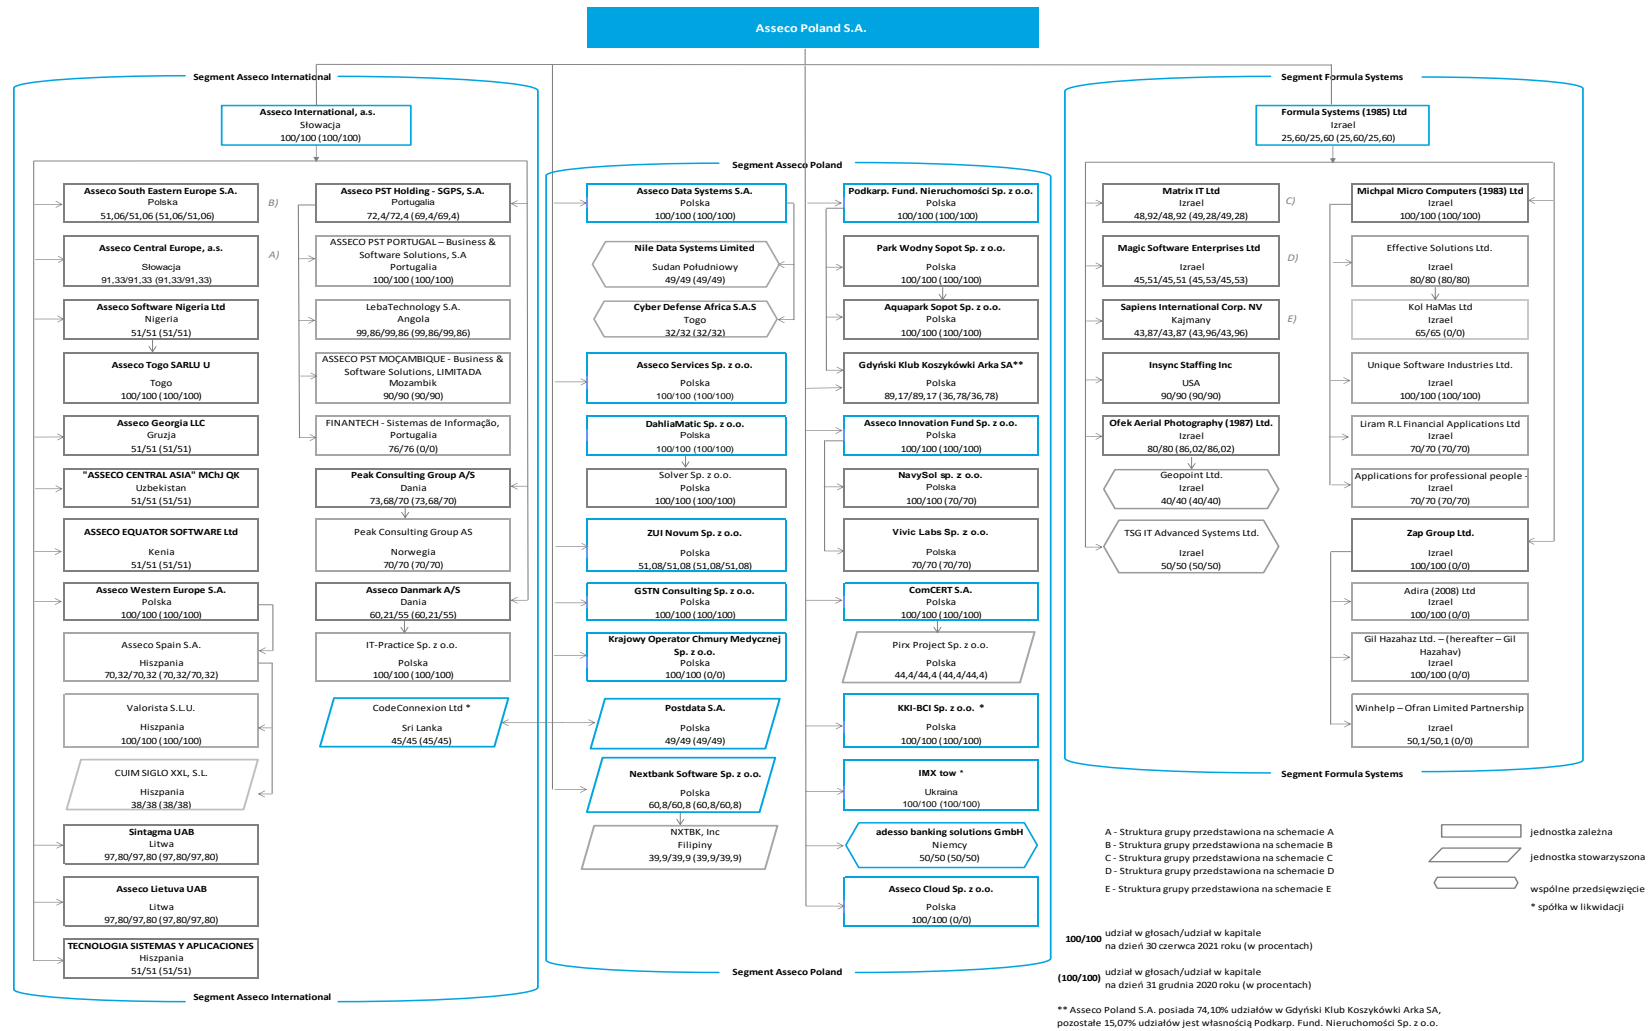 Asseco Poland S.A.
Segment Asseco International
Asseco International, a.s.
Słowacja
100/100 (100/100)
Asseco South Eastern Europe S.A.
Polska
51,06/51,06 (51,06/51,06)
B)
Asseco Central Europe, a.s.
Słowacja
91,33/91,33 (91,33/91,33)
A)
Asseco Software Nigeria Ltd
Nigeria
51/51 (51/51)
Asseco Togo SARLU U
Togo
100/100 (100/100)
Asseco Georgia LLC
Gruzja
51/51 (51/51)
"ASSECO CENTRAL ASIA" MChJ QK
Uzbekistan
51/51 (51/51)
ASSECO EQUATOR SOFTWARE Ltd
Kenia
51/51 (51/51)
Asseco Western Europe S.A.
Polska
100/100 (100/100)
Asseco Spain S.A.
Hiszpania
70,32/70,32 (70,32/70,32)
Valorista S.L.U.
Hiszpania
100/100 (100/100)
CUIM SIGLO XXL, S.L.
Hiszpania
38/38 (38/38)
Sintagma UAB
Litwa
97,80/97,80 (97,80/97,80)
Asseco Lietuva UAB
Litwa
97,80/97,80 (97,80/97,80)
TECNOLOGIA SISTEMAS Y APLICACIONES
Hiszpania
51/51 (51/51)
Asseco PST Holding - SGPS, S.A.
Portugalia
72,4/72,4 (69,4/69,4)
ASSECO PST PORTUGAL – Business &
Software Solutions, S.A
Portugalia
100/100 (100/100)
LebaTechnology S.A.
Angola
99,86/99,86 (99,86/99,86)
ASSECO PST MOÇAMBIQUE - Business &
Software Solutions, LIMITADA
Mozambik
90/90 (90/90)
FINANTECH - Sistemas de Informação,
Portugalia
76/76 (0/0)
Peak Consulting Group A/S
Dania
73,68/70 (73,68/70)
Peak Consulting Group AS
Norwegia
70/70 (70/70)
Asseco Danmark A/S
Dania
60,21/55 (60,21/55)
IT-Practice Sp. z o.o.
Polska
100/100 (100/100)
CodeConnexion Ltd *
Sri Lanka
45/45 (45/45)
Segment Asseco International
Segment Asseco Poland
Asseco Data Systems S.A.
Polska
100/100 (100/100)
Nile Data Systems Limited
Sudan Południowy
49/49 (49/49)
Cyber Defense Africa S.A.S
Togo
32/32 (32/32)
Asseco Services Sp. z o.o.
Polska
100/100 (100/100)
DahliaMatic Sp. z o.o.
Polska
100/100 (100/100)
Solver Sp. z o.o.
Polska
100/100 (100/100)
ZUI Novum Sp. z o.o.
Polska
51,08/51,08 (51,08/51,08)
GSTN Consulting Sp. z o.o.
Polska
100/100 (100/100)
Krajowy Operator Chmury Medycznej
Sp. z o.o.
Polska
100/100 (0/0)
Postdata S.A.
Polska
49/49 (49/49)
Nextbank Software Sp. z o.o.
Polska
60,8/60,8 (60,8/60,8)
NXTBK, Inc
Filipiny
39,9/39,9 (39,9/39,9)
Podkarp. Fund. Nieruchomości Sp. z o.o.
Polska
100/100 (100/100)
Park Wodny Sopot Sp. z o.o.
Polska
100/100 (100/100)
Aquapark Sopot Sp. z o.o.
Polska
100/100 (100/100)
Gdyński Klub Koszykówki Arka SA**
Polska
89,17/89,17 (36,78/36,78)
Asseco Innovation Fund Sp. z o.o.
Polska
100/100 (100/100)
NavySol sp. z o.o.
Polska
100/100 (70/70)
Vivic Labs Sp. z o.o.
Polska
70/70 (70/70)
ComCERT S.A.
Polska
100/100 (100/100)
Pirx Project Sp. z o.o.
Polska
44,4/44,4 (44,4/44,4)
KKI-BCI Sp. z o.o. *
Polska
100/100 (100/100)
IMX tow *
Ukraina
100/100 (100/100)
adesso banking solutions GmbH
Niemcy
50/50 (50/50)
Asseco Cloud Sp. z o.o.
Polska
100/100 (0/0)
Segment Asseco Poland
Segment Formula Systems
Formula Systems (1985) Ltd
Izrael
25,60/25,60 (25,60/25,60)
Matrix IT Ltd
Izrael
48,92/48,92 (49,28/49,28)
C)
Magic Software Enterprises Ltd
Izrael
45,51/45,51 (45,53/45,53)
D)
Sapiens International Corp. NV
Kajmany
43,87/43,87 (43,96/43,96)
E)
Insync Staffing Inc
USA
90/90 (90/90)
Ofek Aerial Photography (1987) Ltd.
Izrael
80/80 (86,02/86,02)
Geopoint Ltd.
Izrael
40/40 (40/40)
TSG IT Advanced Systems Ltd.
Izrael
50/50 (50/50)
Michpal Micro Computers (1983) Ltd
Izrael
100/100 (100/100)
Effective Solutions Ltd.
Izrael
80/80 (80/80)
Kol HaMas Ltd
Izrael
65/65 (0/0)
Unique Software Industries Ltd.
Izrael
100/100 (100/100)
Liram R.L Financial Applications Ltd
Izrael
70/70 (70/70)
Applications for professional people -
Izrael
70/70 (70/70)
Zap Group Ltd.
Izrael
100/100 (0/0)
Adira (2008) Ltd
Izrael
100/100 (0/0)
Gil Hazahaz Ltd. – (hereafter – Gil
Hazahav)
Izrael
100/100 (0/0)
Winhelp – Ofran Limited Partnership
Izrael
50,1/50,1 (0/0)
Segment Formula Systems
A - Struktura grupy przedstawiona na schemacie A
B - Struktura grupy przedstawiona na schemacie B
C - Struktura grupy przedstawiona na schemacie C
D - Struktura grupy przedstawiona na schemacie D
E - Struktura grupy przedstawiona na schemacie E
jednostka zależna
jednostka stowarzyszona
wspólne przedsięwzięcie
* spółka w likwidacji
100/100 udział w głosach/udział w kapitale
na dzień 30 czerwca 2021 roku (w procentach)
(100/100) udział w głosach/udział w kapitale
na dzień 31 grudnia 2020 roku (w procentach)
** Asseco Poland S.A. posiada 74,10% udziałów w Gdyński Klub Koszykówki Arka SA,
pozostałe 15,07% udziałów jest własnością Podkarp. Fund. Nieruchomości Sp. z o.o.